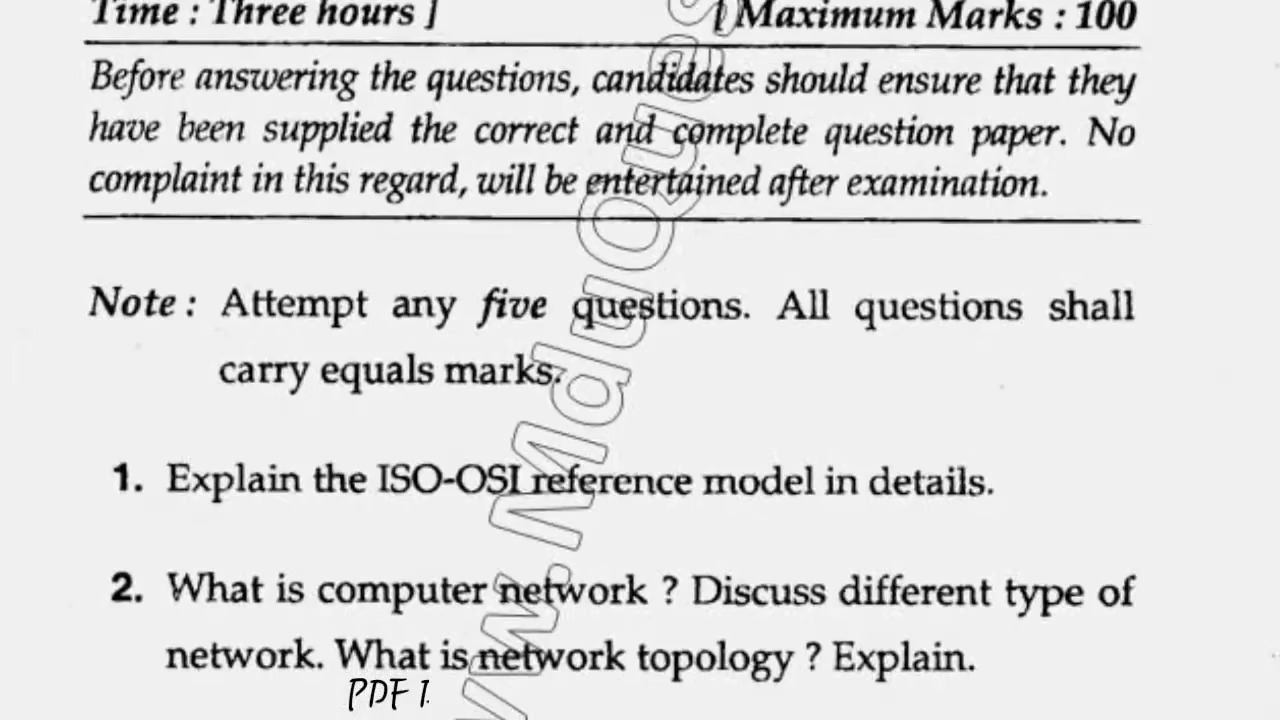 Time : Three hours ] [ Maximum Marks : 100
Before answering the questions, candidates should ensure that they
have been supplied the correct and complete question paper. No
complaint in this regard, will be entertained after examination.
Note : Attempt any five questions. All questions shall
carry equals marks.
1. Explain the ISO-OSI reference model in details.
2. What is computer network ? Discuss different type of
network. What is network topology ? Explain.
PDF 1.